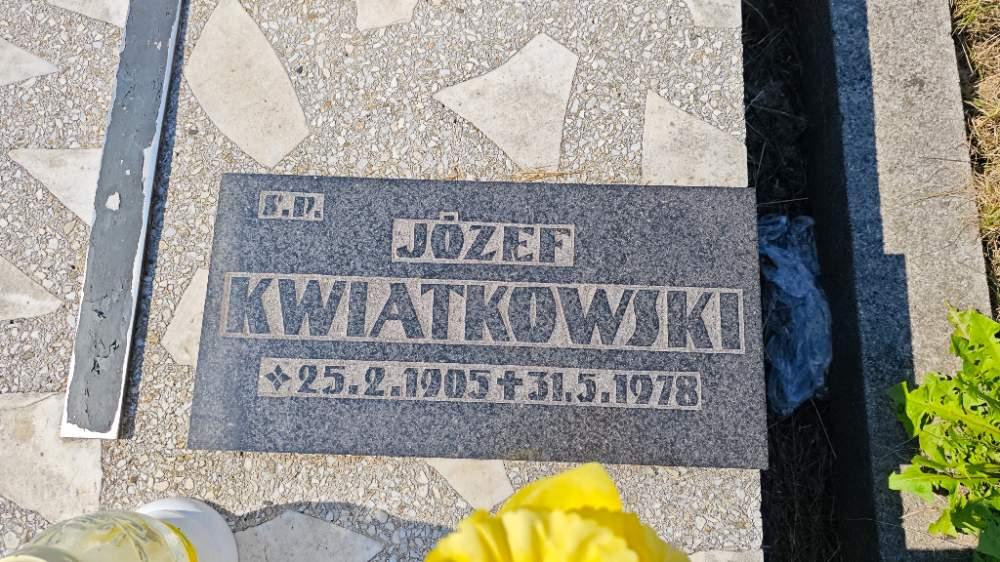 Ś.P.
JÓZEF
KWIATKOWSKI
✥25.2.1905✝31.5.1978